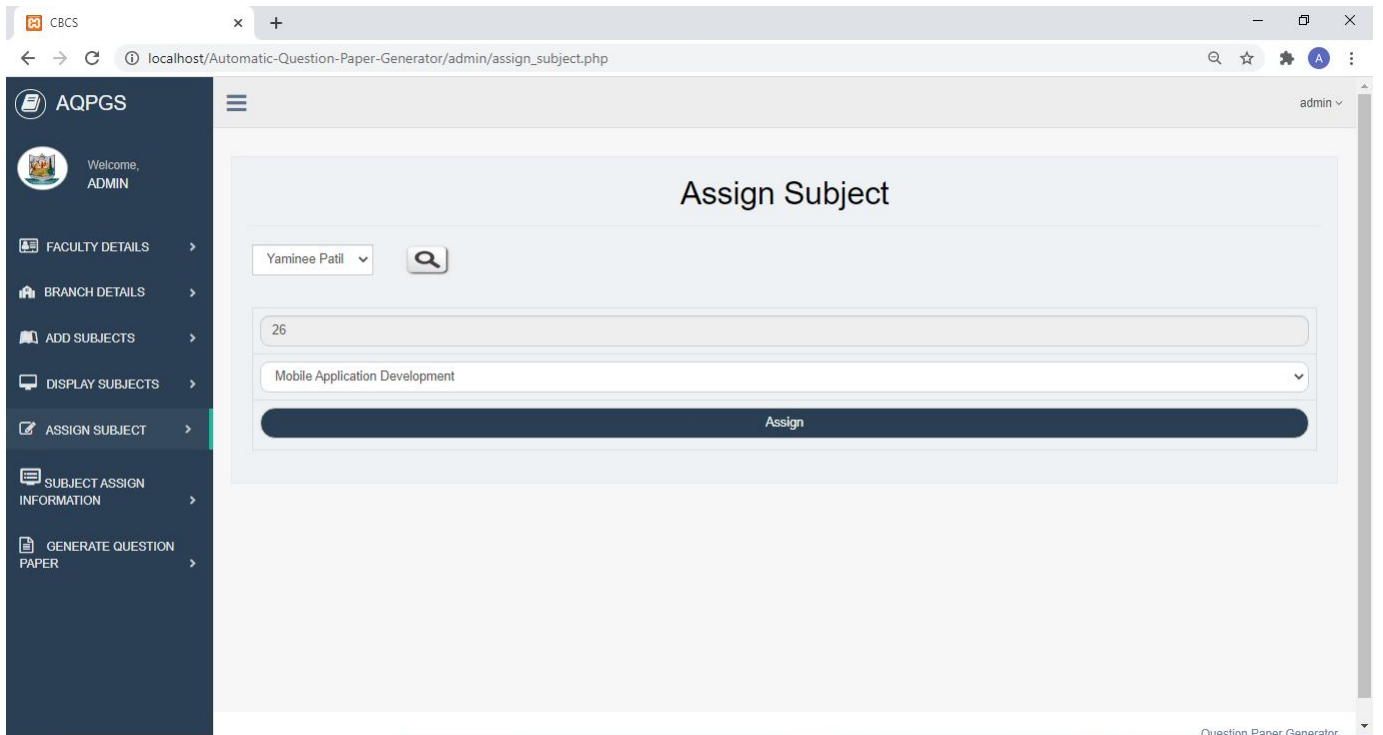 CBCS
localhost/Automatic-Question-Paper-Generator/admin/assign_subject.php
A
AQPGS
admin
Welcome,
ADMIN
Assign Subject
FACULTY DETAILS
Yaminee Patil
BRANCH DETAILS
26
ADD SUBJECTS
Mobile Application Development
DISPLAY SUBJECTS
Assign
ASSIGN SUBJECT
SUBJECT ASSIGN
INFORMATION
GENERATE QUESTION
PAPER
Question Paper Generator